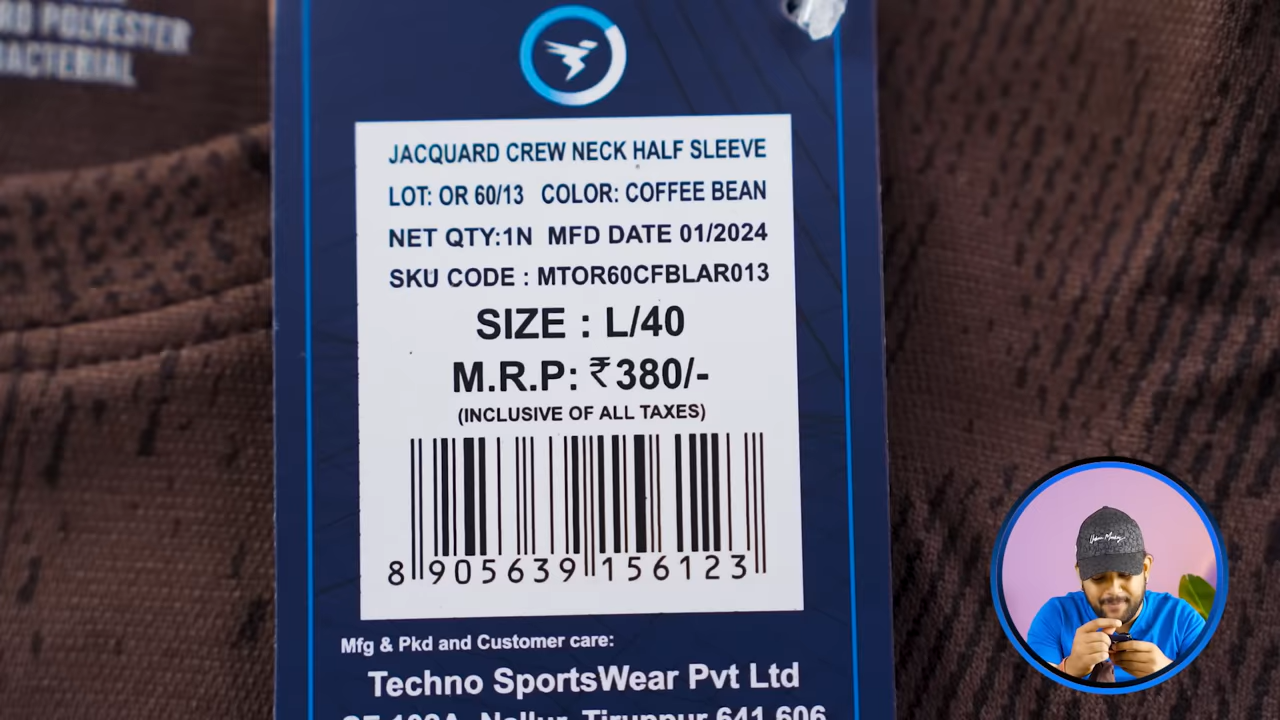 RO POLYESTER
BACTERIAL
JACQUARD CREW NECK HALF SLEEVE
LOT: OR 60/13 COLOR: COFFEE BEAN
NET QTY:1N MFD DATE 01/2024
SKU CODE : MTOR60CFBLAR013
SIZE : L/40
M.R.P: ₹380/-
(INCLUSIVE OF ALL TAXES)
8 905639 156123
Mfg & Pkd and Customer care:
Techno SportsWear Pvt Ltd
Nallur, Tiruppur 641 606